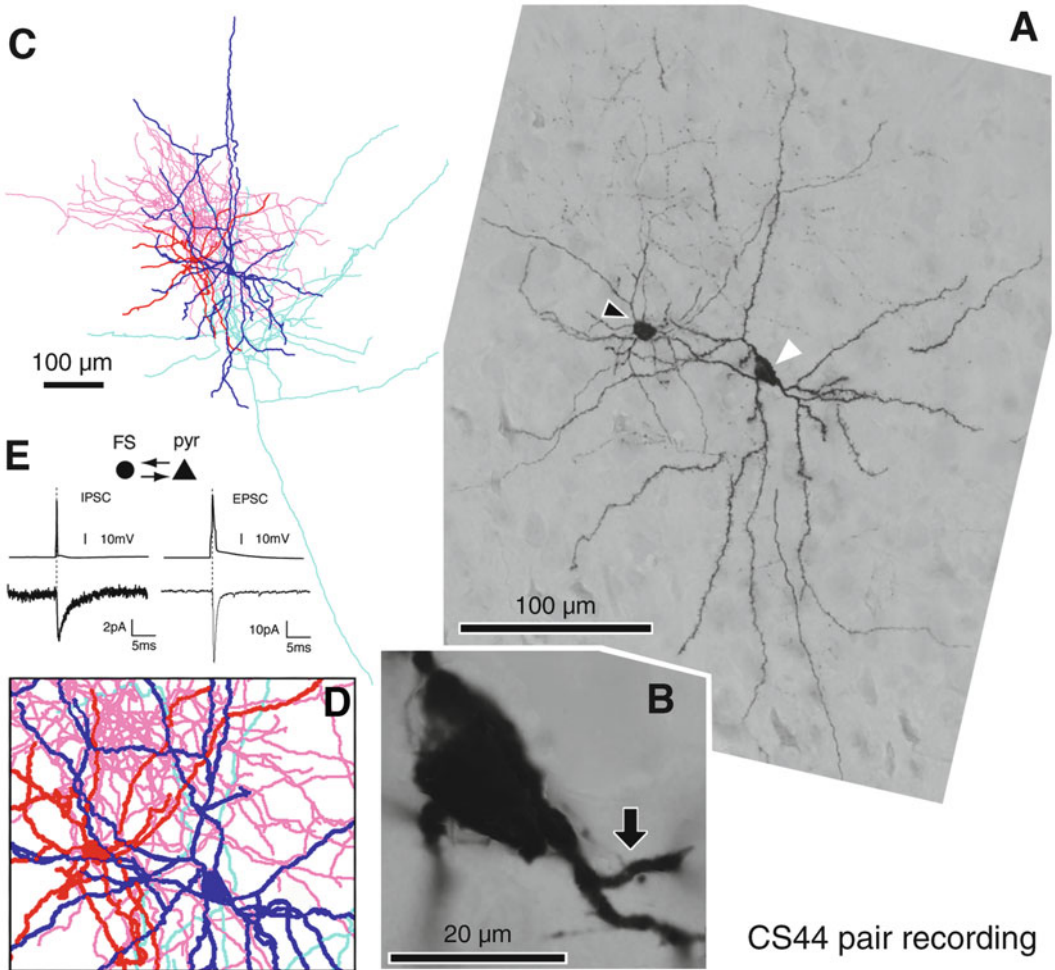 C
A
100 µm
E
FS pyr
IPSC EPSC
10mV 10mV
2pA 10pA
5ms 5ms
100 µm
D
B
20 µm
CS44 pair recording